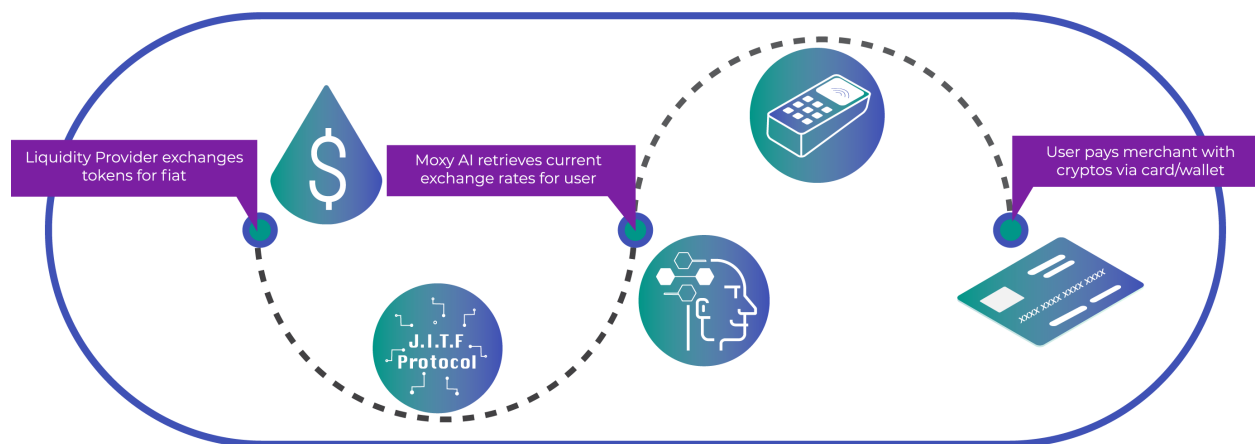 Liquidity Provider exchanges
tokens for fiat
$
Moxy AI retrieves current
exchange rates for user
User pays merchant with
cryptos via card/wallet
J.I.T.F
Protocol
XXXX XXXX XXXX XXXX